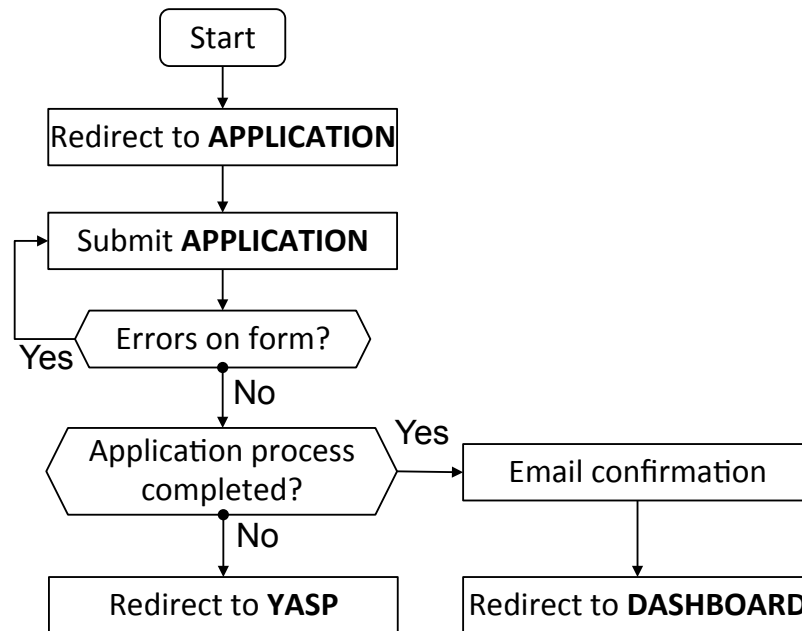 Start
Redirect to APPLICATION
Submit APPLICATION
Errors on form?
Yes
No
Application process
completed?
Yes
Email confirmation
No
Redirect to YASP
Redirect to DASHBOARD